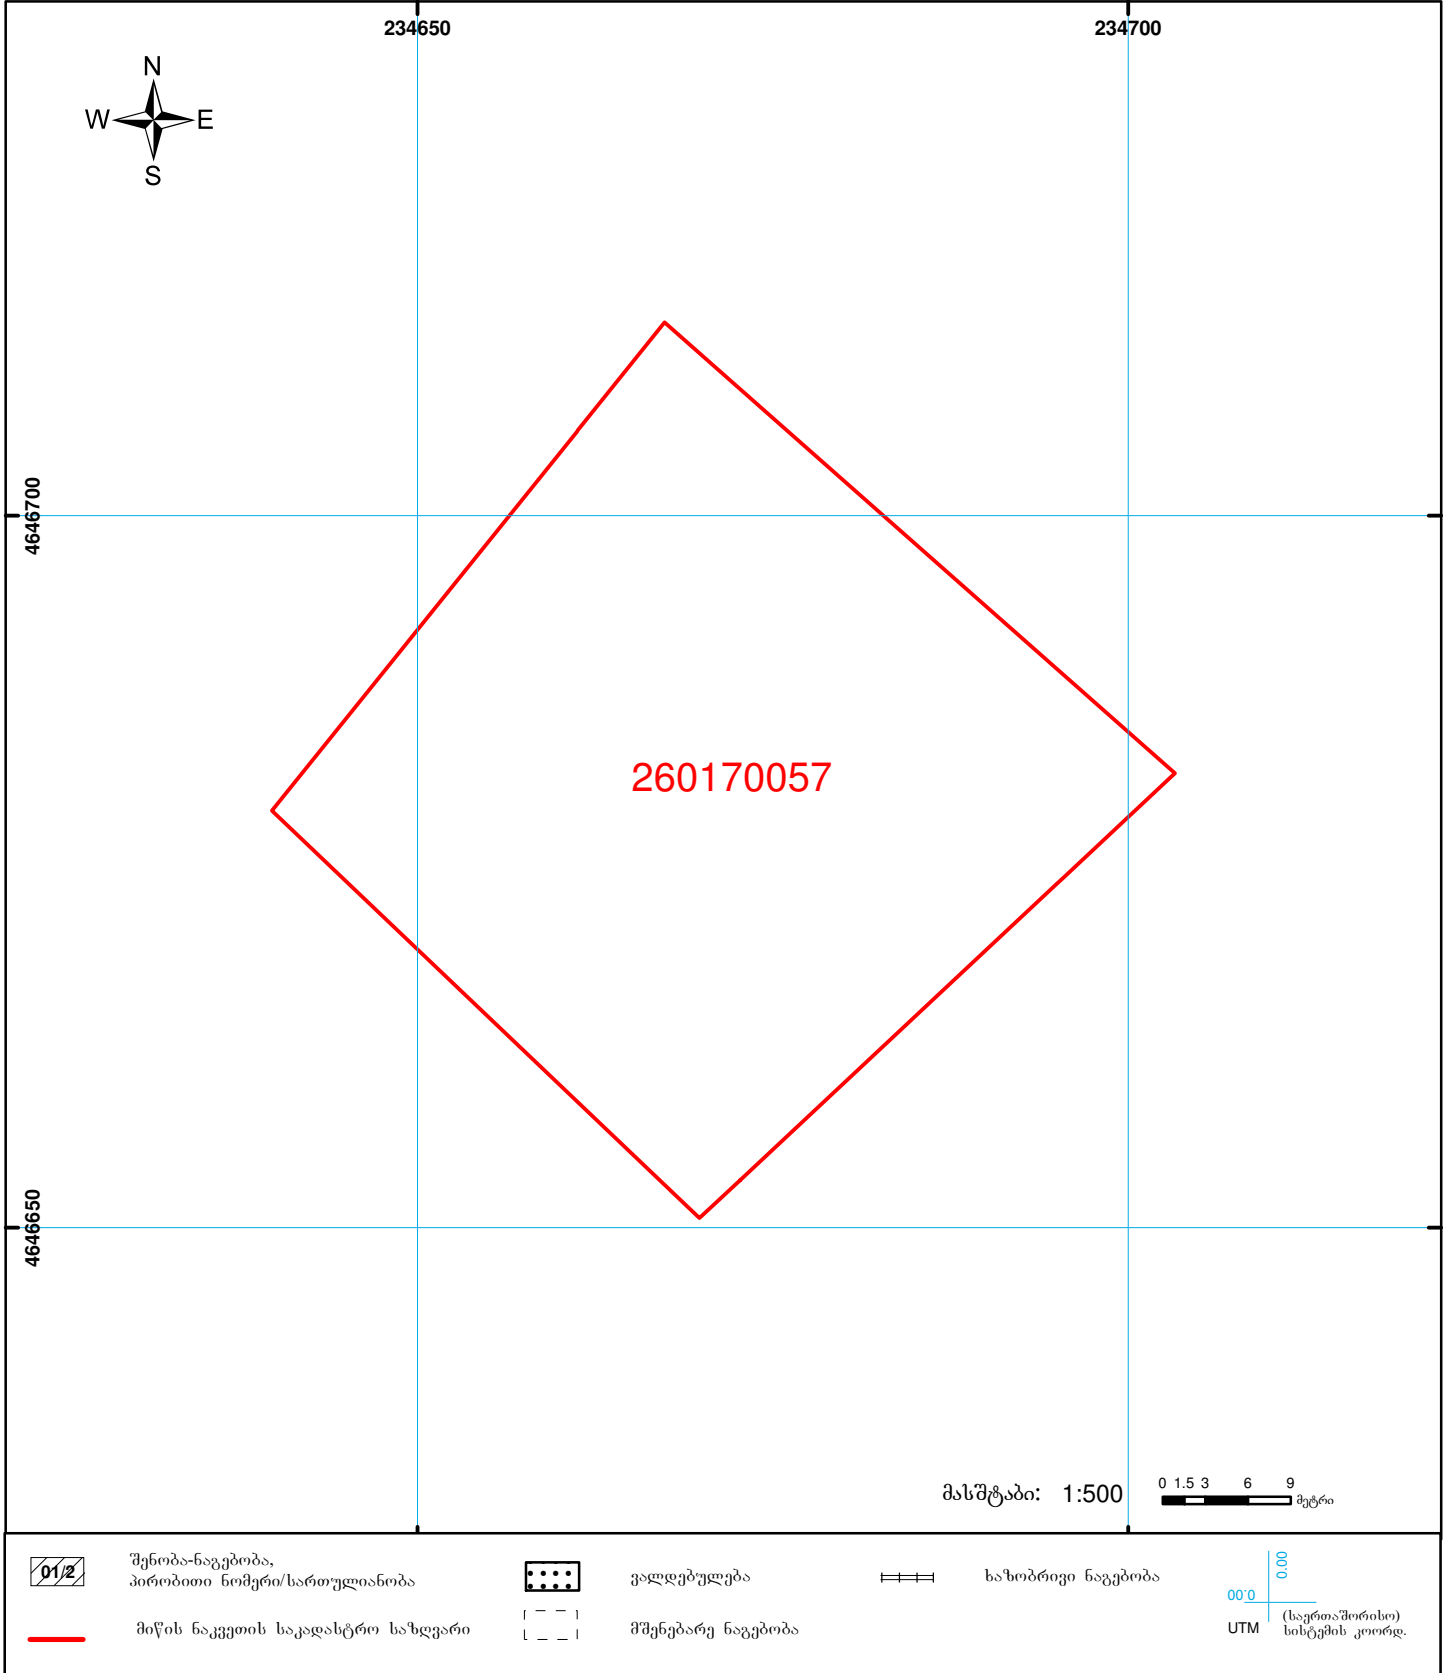 234650 234700
N
W E
S
4646700
260170057
4646650
მასშტაბი: 1:500
0 1.5 3 6 9
მეტრი
01/2
შენობა-ნაგებობა,
პირობითი ნომერი/სართულიანობა
ვალდებულება
ხაზობრივი ნაგებობა
მიწის ნაკვეთის საკადასტრო საზღვარი
მშენებარე ნაგებობა
0.00
0.00
UTM
(საერთაშორისო)
სისტემის კოორდ.